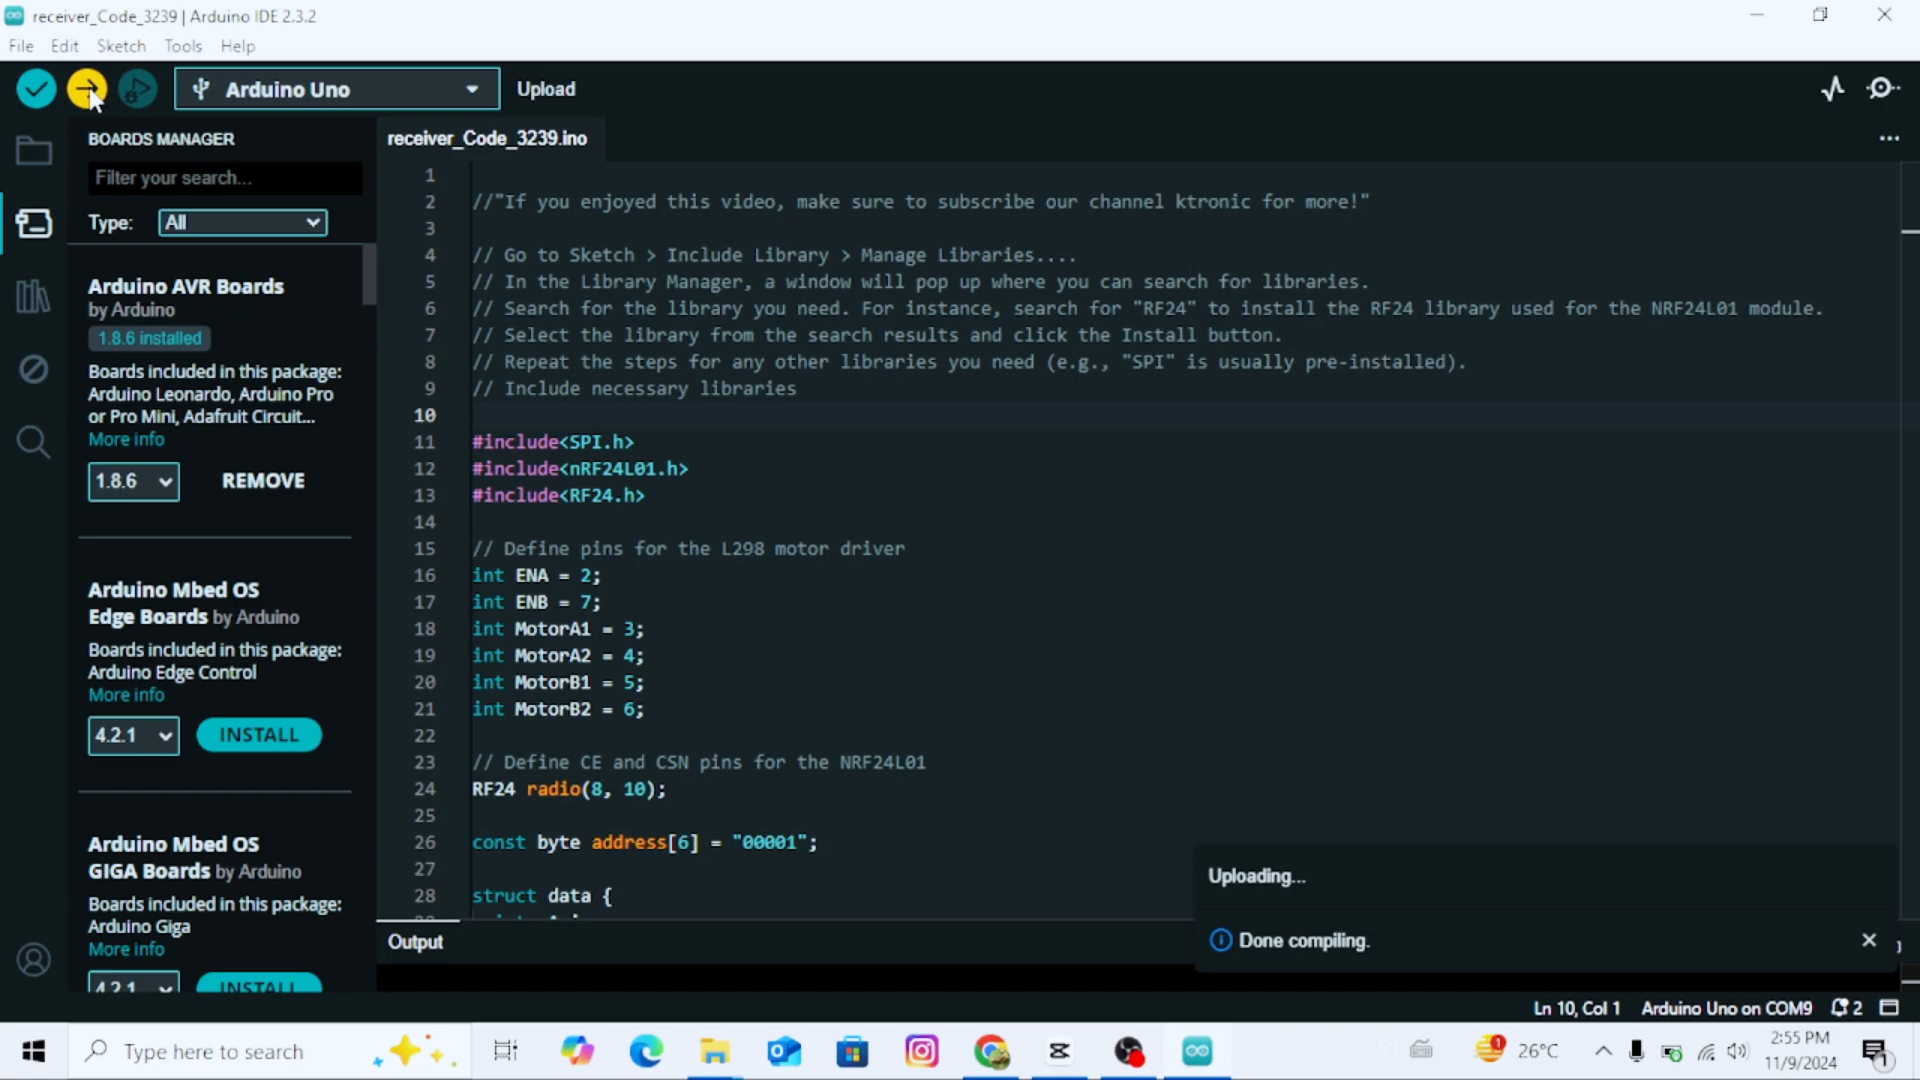 receiver_Code_3239 | Arduino IDE 2.3.2
File Edit Sketch Tools Help
Arduino Uno
Upload
BOARDS MANAGER
Filter your search...
Type: All
Arduino AVR Boards
by Arduino
1.8.6 installed
Boards included in this package:
Arduino Leonardo, Arduino Pro
or Pro Mini, Adafruit Circuit...
More info
1.8.6 REMOVE
Arduino Mbed OS
Edge Boards by Arduino
Boards included in this package:
Arduino Edge Control
More info
4.2.1 INSTALL
Arduino Mbed OS
GIGA Boards by Arduino
Boards included in this package:
Arduino Giga
More info
4.2.1 INSTALL
receiver_Code_3239.ino
1
2 //"If you enjoyed this video, make sure to subscribe our channel ktronic for more!"
3
4 // Go to Sketch > Include Library > Manage Libraries....
5 // In the Library Manager, a window will pop up where you can search for libraries.
6 // Search for the library you need. For instance, search for "RF24" to install the RF24 library used for the NRF24L01 module.
7 // Select the library from the search results and click the Install button.
8 // Repeat the steps for any other libraries you need (e.g., "SPI" is usually pre-installed).
9 // Include necessary libraries
10
11 #include<SPI.h>
12 #include<nRF24L01.h>
13 #include<RF24.h>
14
15 // Define pins for the L298 motor driver
16 int ENA = 2;
17 int ENB = 7;
18 int MotorA1 = 3;
19 int MotorA2 = 4;
20 int MotorB1 = 5;
21 int MotorB2 = 6;
22
23 // Define CE and CSN pins for the NRF24L01
24 RF24 radio(8, 10);
25
26 const byte address[6] = "00001";
27
28 struct data {
Output
Uploading...
Done compiling.
Ln 10, Col 1 Arduino Uno on COM9 2
Type here to search
1
26°C
2:55 PM
11/9/2024
1